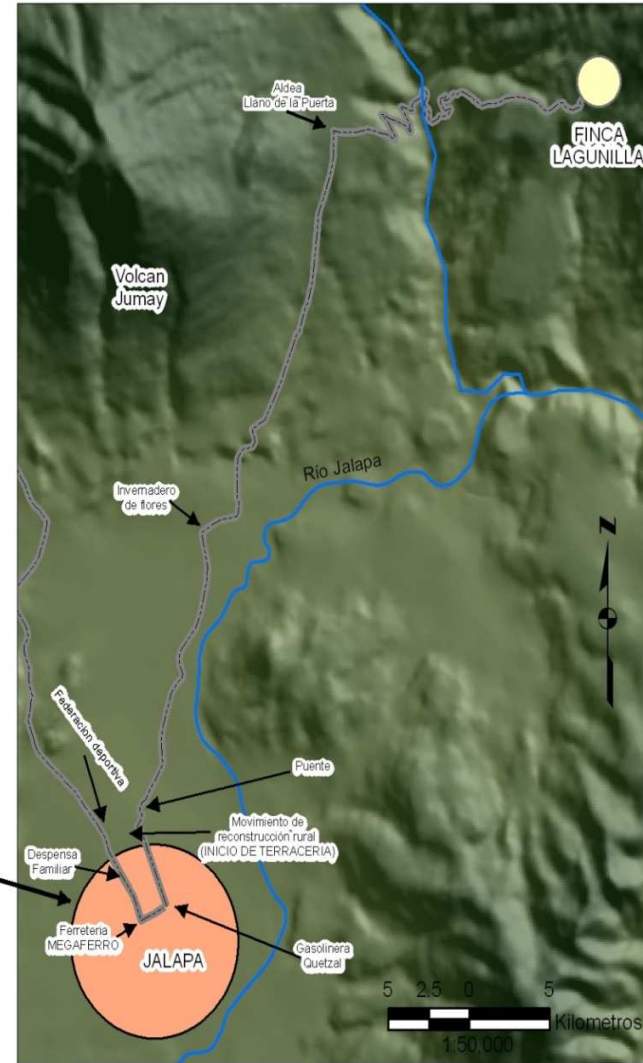 Aldea
Llano de la Puerta
FINCA
LAGUNILLA
Volcan
Jumay
Río Jalapa
Invernadero
de flores
N
Federacion deportiva
Puente
Movimiento de
reconstrucción rural
(INICIO DE TERRACERIA)
Despensa
Familiar
Ferreteria
MEGAFERRO
JALAPA
Gasolinera
Quetzal
5 2.5 0 5
Kilometros
1:50,000